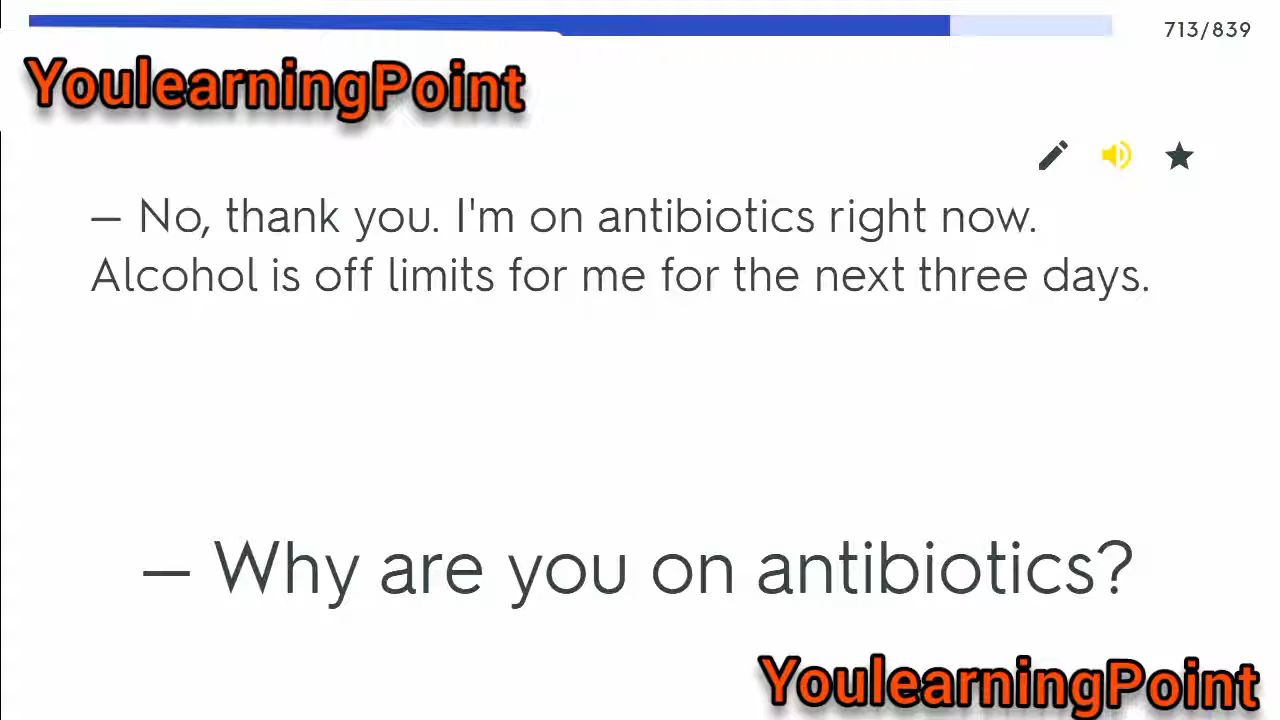 713/839
YoulearningPoint
– No, thank you. I'm on antibiotics right now.
Alcohol is off limits for me for the next three days.
– Why are you on antibiotics?
YoulearningPoint